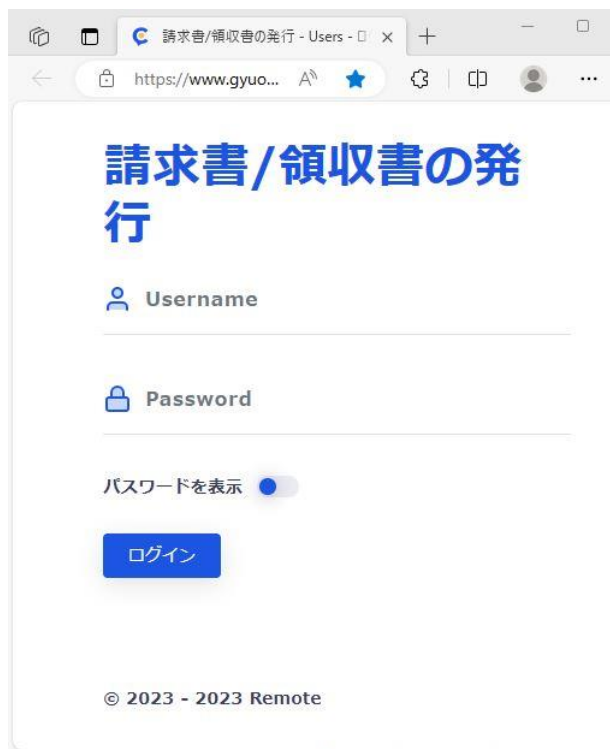 請求書/領収書の発行 - Users -
https://www.gyuo...
請求書/領収書の発
行
Username
Password
パスワードを表示
ログイン
© 2023 - 2023 Remote